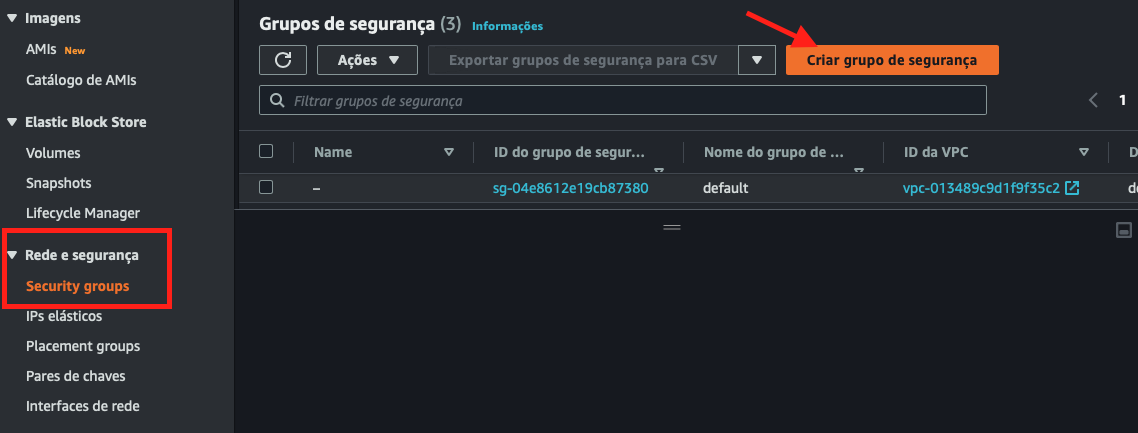 Imagens
AMIs New
Catálogo de AMIs
Elastic Block Store
Volumes
Snapshots
Lifecycle Manager
Rede e segurança
Security groups
IPs elásticos
Placement groups
Pares de chaves
Interfaces de rede
Grupos de segurança (3) Informações
Ações Exportar grupos de segurança para CSV Criar grupo de segurança
Filtrar grupos de segurança
1
Name ID do grupo de segur... Nome do grupo de ... ID da VPC D
– sg-04e8612e19cb87380 default vpc-013489c9d1f9f35c2 de